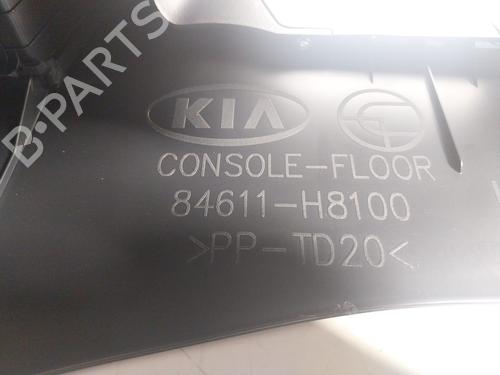 B-PARTS
KIA
CONSOLE-FLOOR
84611-H8100
>PP-TD20<